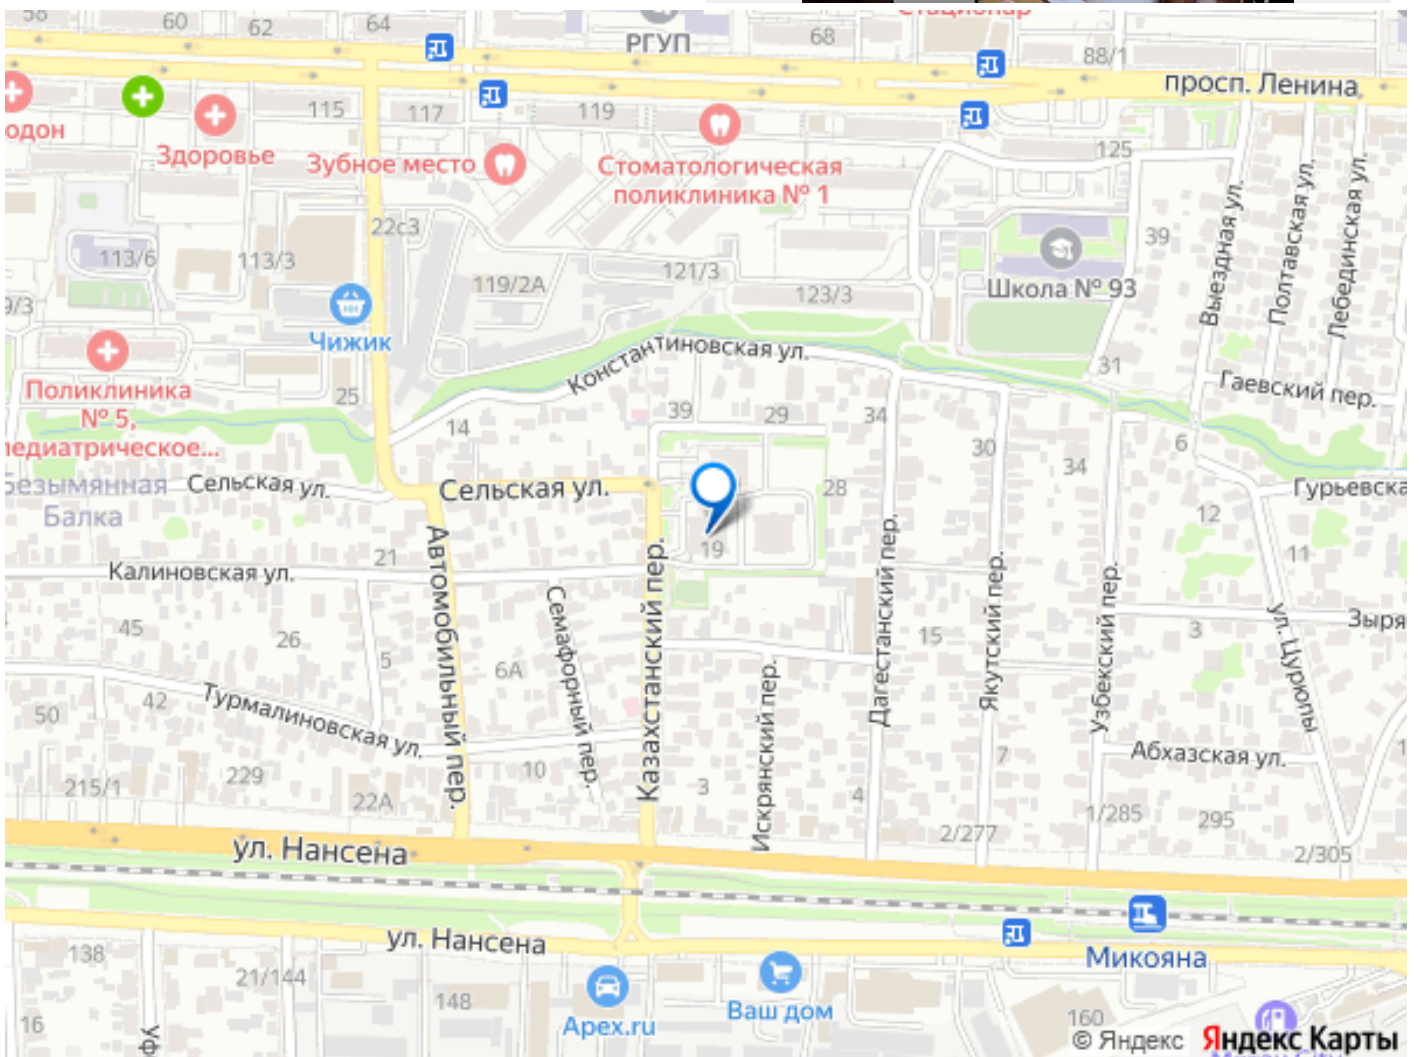 58
60
62
64
РГУП
68
Стационар
88/1
просп. Ленина
одон
Здоровье
115
117
119
Зубное место
Стоматологическая
поликлиника № 1
125
22с3
39
Выездная ул.
Полтавская ул.
Лебединская ул.
113/6
113/3
119/2А
121/3
123/3
Школа № 93
9/3
Чижик
Константиновская ул.
31
Гаевский пер.
Поликлиника
№ 5,
педиатрическое...
25
14
39
29
34
30
34
6
Безымянная
Балка
Сельская ул.
Сельская ул.
28
Гурьевска
12
11
21
Калиновская ул.
Автомобильный пер.
Семафорный пер.
Казахстанский пер.
19
Дагестанский пер.
Якутский пер.
Узбекский пер.
ул. Цурюпы
Зыря
45
26
5
6А
15
3
50
42
Турмалиновская ул.
Искрянский пер.
Абхазская ул.
215/1
229
22А
10
3
4
7
1/285
295
2/277
2/305
ул. Нансена
ул. Нансена
Микояна
138
21/144
148
16
Уф
Apex.ru
Ваш дом
160
© Яндекс Яндекс Карты